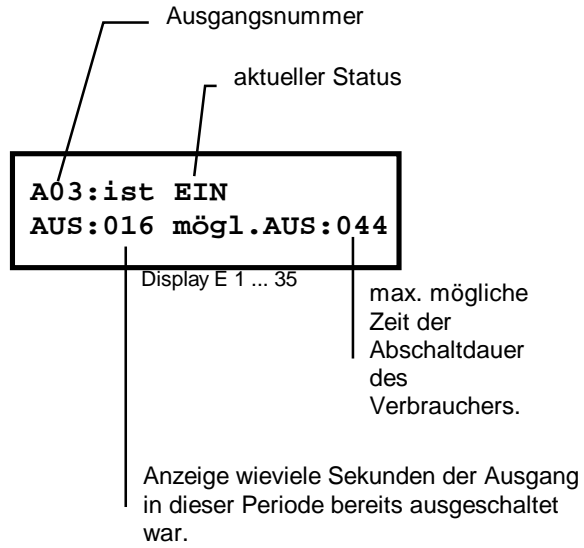 Ausgangsnummer
aktueller Status
A03:ist EIN
AUS:016 mögl.AUS:044
Display E 1 ... 35
max. mögliche
Zeit der
Abschaltdauer
des
Verbrauchers.
Anzeige wieviele Sekunden der Ausgang
in dieser Periode bereits ausgeschaltet
war.